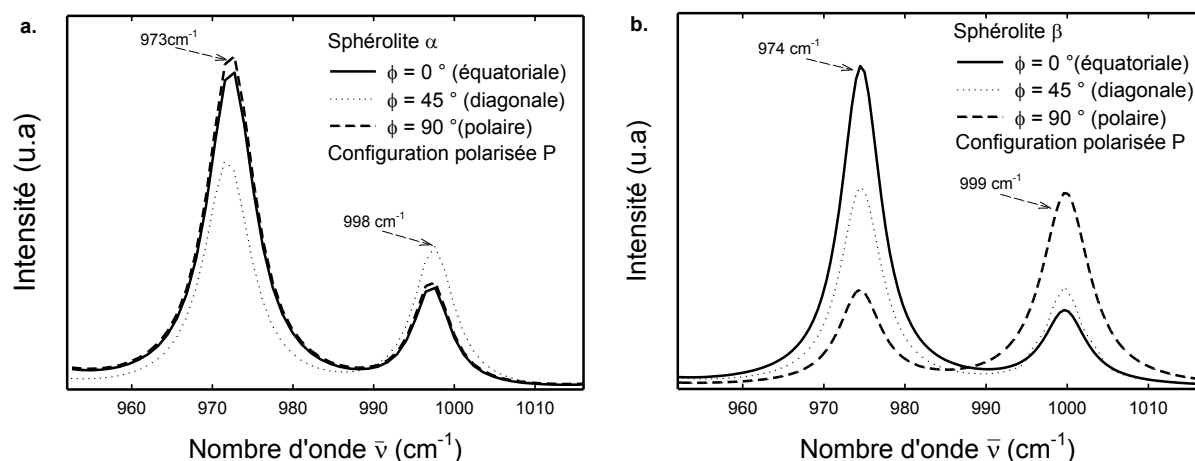 a.
973cm-1
Sphérolite α
ϕ = 0 ° (équatoriale)
ϕ = 45 ° (diagonale)
ϕ = 90 °(polaire)
Configuration polarisée P
998 cm-1
Intensité (u.a)
960 970 980 990 1000 1010
Nombre d'onde ν̄ (cm-1)
b.
974 cm-1
Sphérolite β
ϕ = 0 °(équatoriale)
ϕ = 45 ° (diagonale)
ϕ = 90 ° (polaire)
Configuration polarisée P
999 cm-1
Intensité (u.a)
960 970 980 990 1000 1010
Nombre d'onde ν̄ (cm-1)